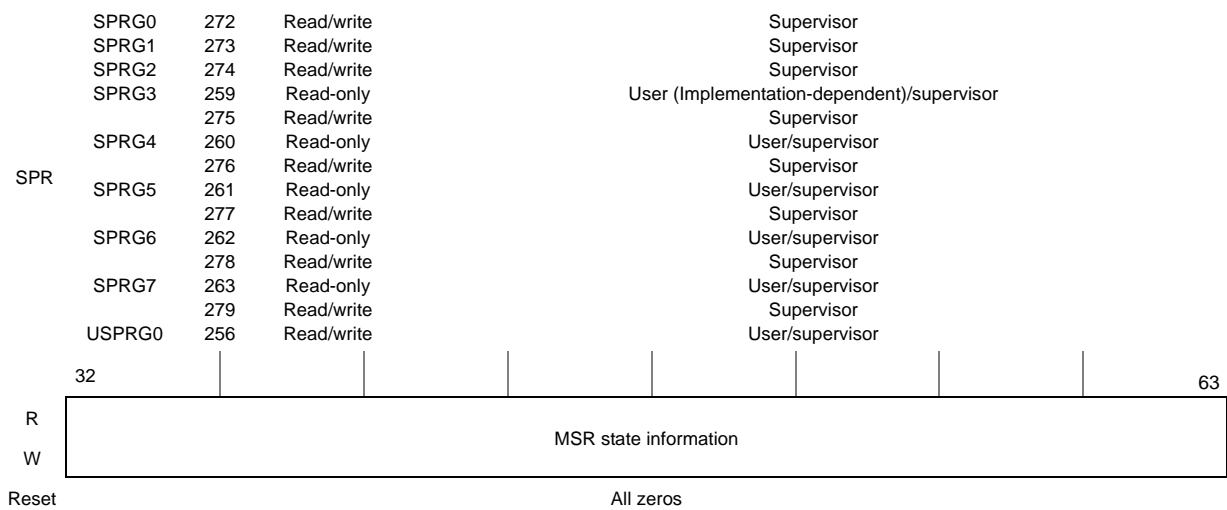 SPRG0 272 Read/write Supervisor
SPRG1 273 Read/write Supervisor
SPRG2 274 Read/write Supervisor
SPRG3 259 Read-only User (Implementation-dependent)/supervisor
275 Read/write Supervisor
SPRG4 260 Read-only User/supervisor
276 Read/write Supervisor
SPR
SPRG5 261 Read-only User/supervisor
277 Read/write Supervisor
SPRG6 262 Read-only User/supervisor
278 Read/write Supervisor
SPRG7 263 Read-only User/supervisor
279 Read/write Supervisor
USPRG0 256 Read/write User/supervisor
32 63
R
MSR state information
W
Reset All zeros